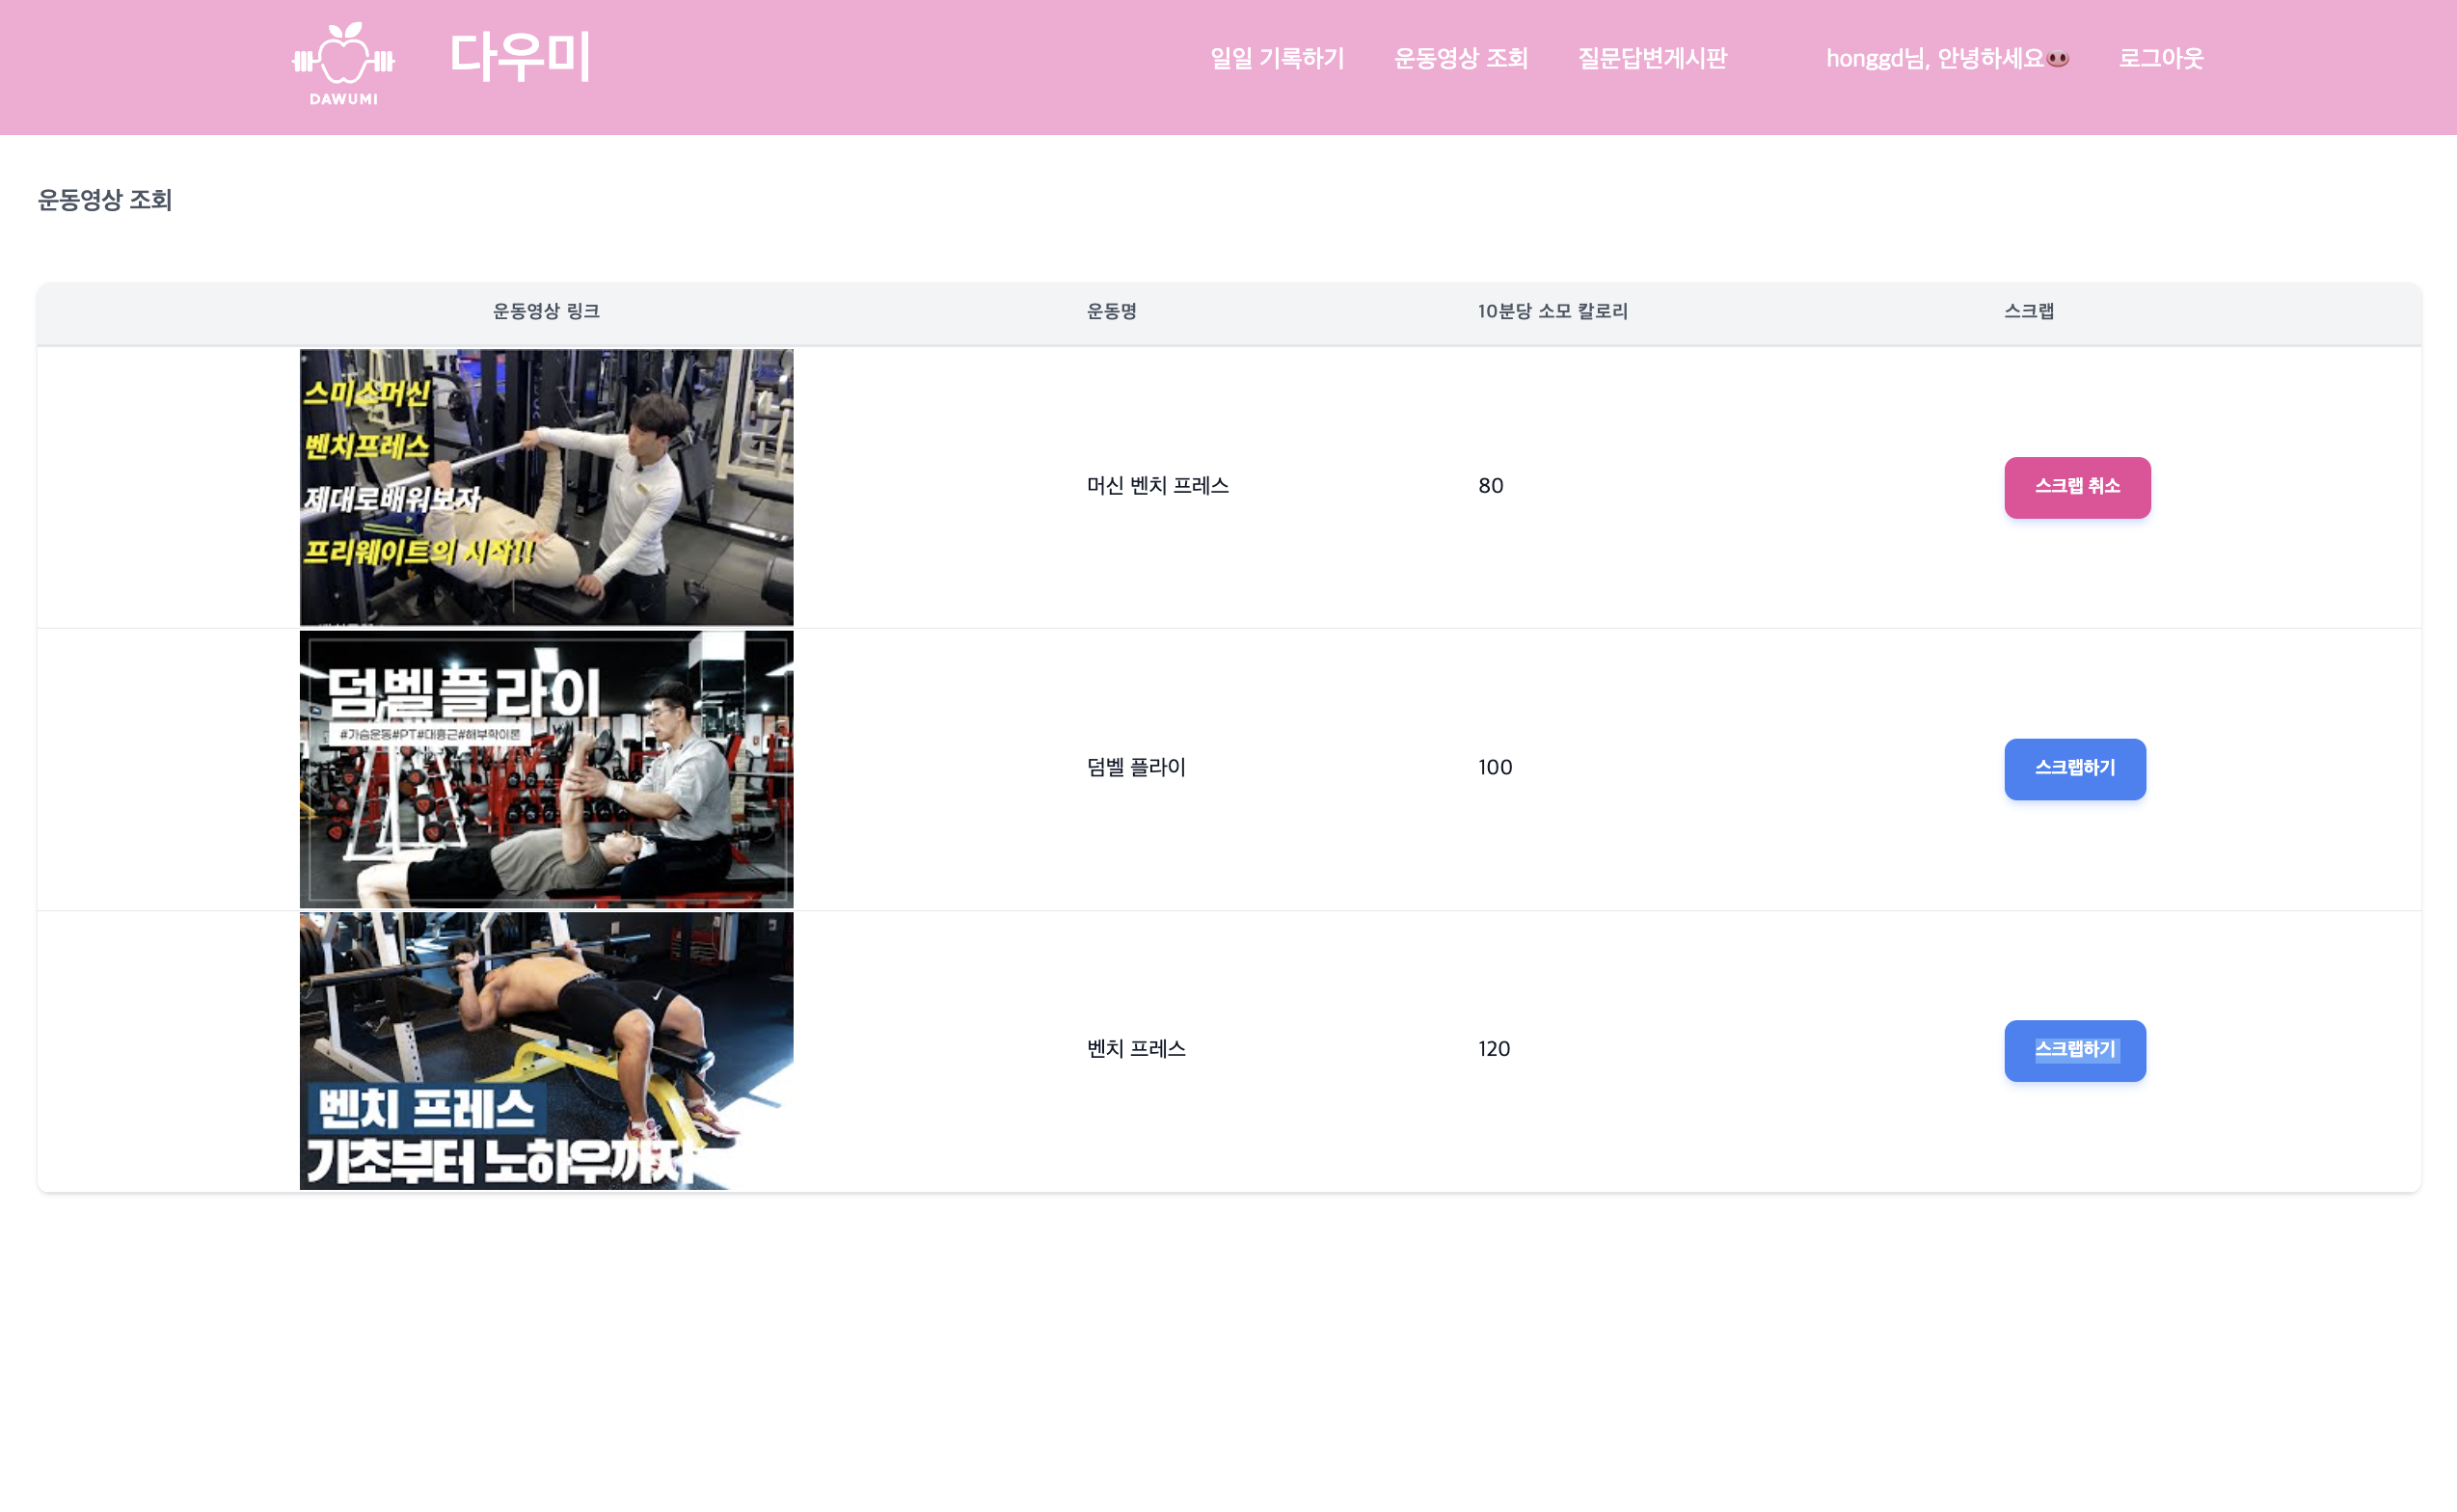 DAWUMI
다우미
일일 기록하기 운동영상 조회 질문답변게시판 honggd님, 안녕하세요🐽 로그아웃
운동영상 조회
운동영상 링크 운동명 10분당 소모 칼로리 스크랩
스미스머신
벤치프레스
제대로배워보자
프리웨이트의 시작!!
머신 벤치 프레스 80 스크랩 취소
덤벨플라이
#가슴운동#PT#대흉근#해부학이론
덤벨 플라이 100 스크랩하기
벤치 프레스
기초부터 노하우까지
벤치 프레스 120 스크랩하기